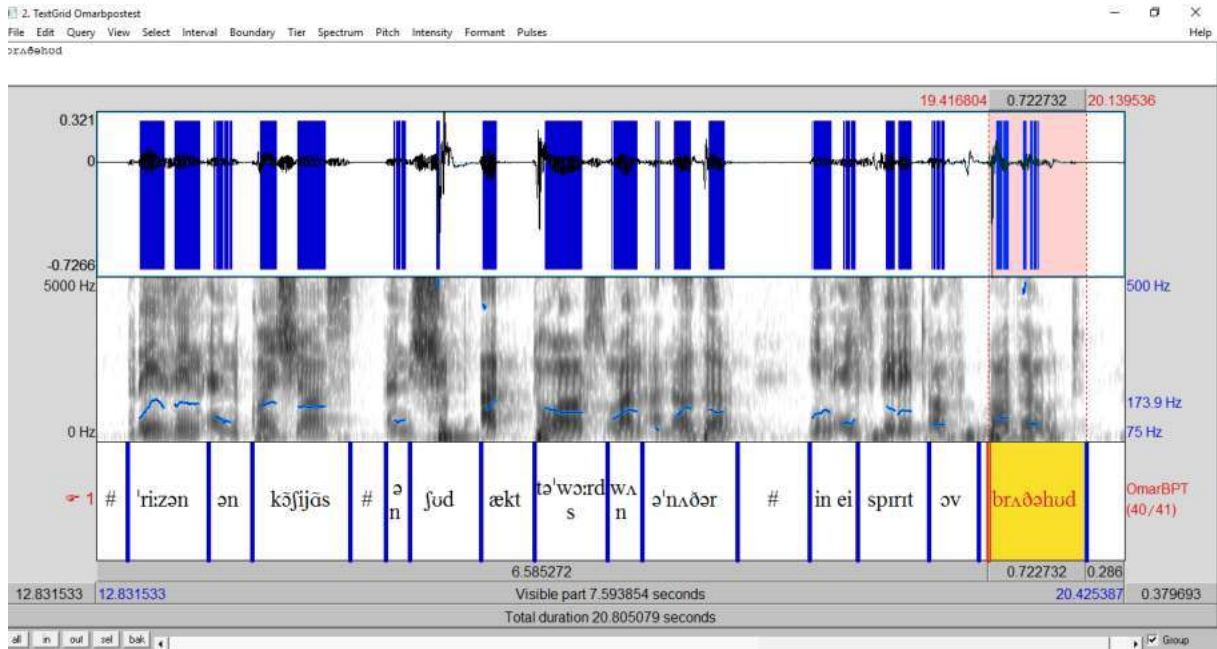 2. TextGrid Omarbpostest
File Edit Query View Select Interval Boundary Tier Spectrum Pitch Intensity Formant Pulses Help
brʌðəhʊd
19.416804 0.722732 20.139536
0.321
0
-0.7266
5000 Hz 500 Hz
173.9 Hz
0 Hz 75 Hz
1 # ˈriːzən ən kɔ̃ʃijɑ̃s # ən ʃʊd ækt təˈwɔːrds wʌn əˈnʌðər # in ei spırıt ɔv brʌðəhʊd OmarBPT
(40/41)
6.585272 0.722732 0.286
12.831533 12.831533 Visible part 7.593854 seconds 20.425387 0.379693
Total duration 20.805079 seconds
all in out sel bak Group